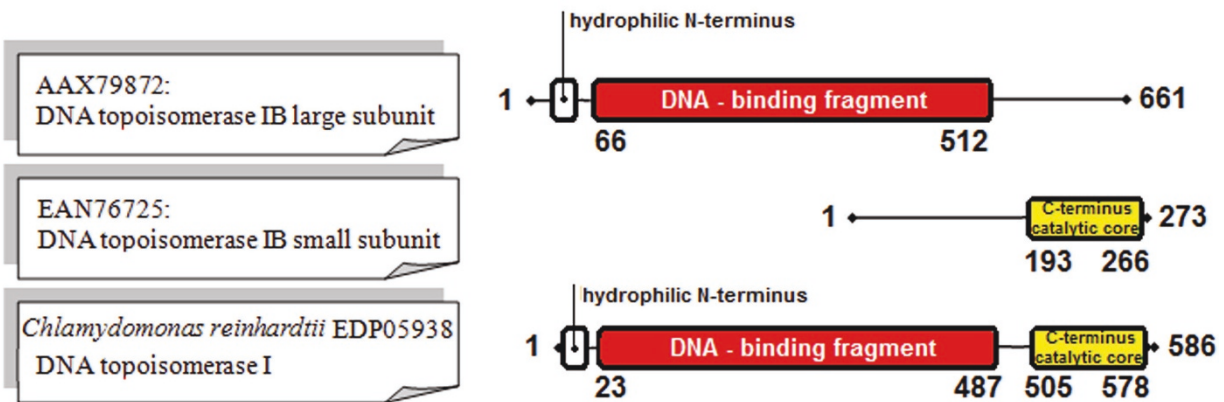 hydrophilic N-terminus
AAX79872:
DNA topoisomerase IB large subunit
1
DNA - binding fragment
661
66
512
EAN76725:
DNA topoisomerase IB small subunit
1
C-terminus
catalytic core
273
193
266
hydrophilic N-terminus
Chlamydomonas reinhardtii EDP05938
DNA topoisomerase I
1
DNA - binding fragment
C-terminus
catalytic core
586
23
487
505
578